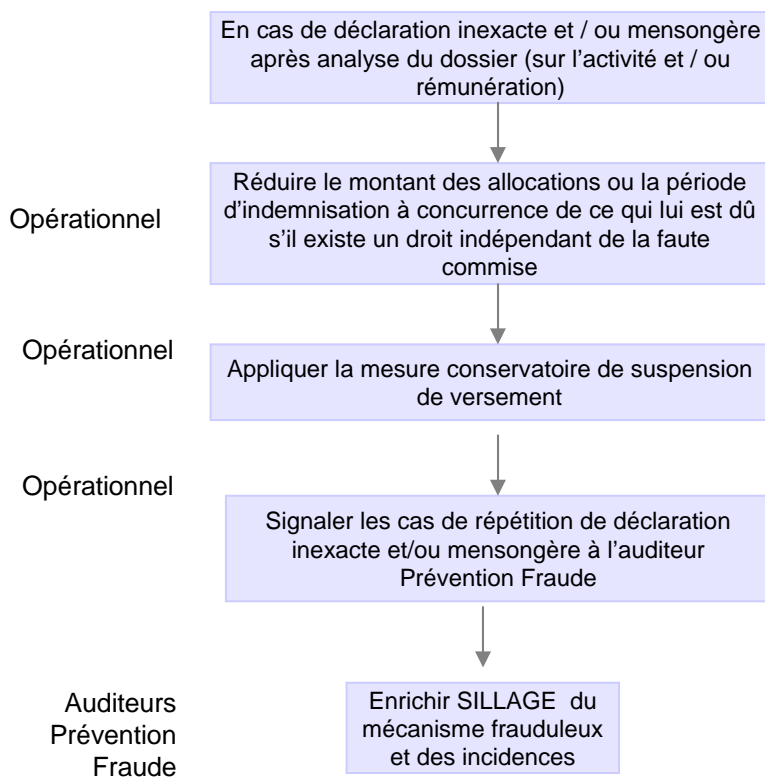 En cas de déclaration inexacte et / ou mensongère
après analyse du dossier (sur l'activité et / ou
rémunération)
Opérationnel
Réduire le montant des allocations ou la période
d'indemnisation à concurrence de ce qui lui est dû
s'il existe un droit indépendant de la faute
commise
Opérationnel
Appliquer la mesure conservatoire de suspension
de versement
Opérationnel
Signaler les cas de répétition de déclaration
inexacte et/ou mensongère à l'auditeur
Prévention Fraude
Auditeurs
Prévention
Fraude
Enrichir SILLAGE du
mécanisme frauduleux
et des incidences